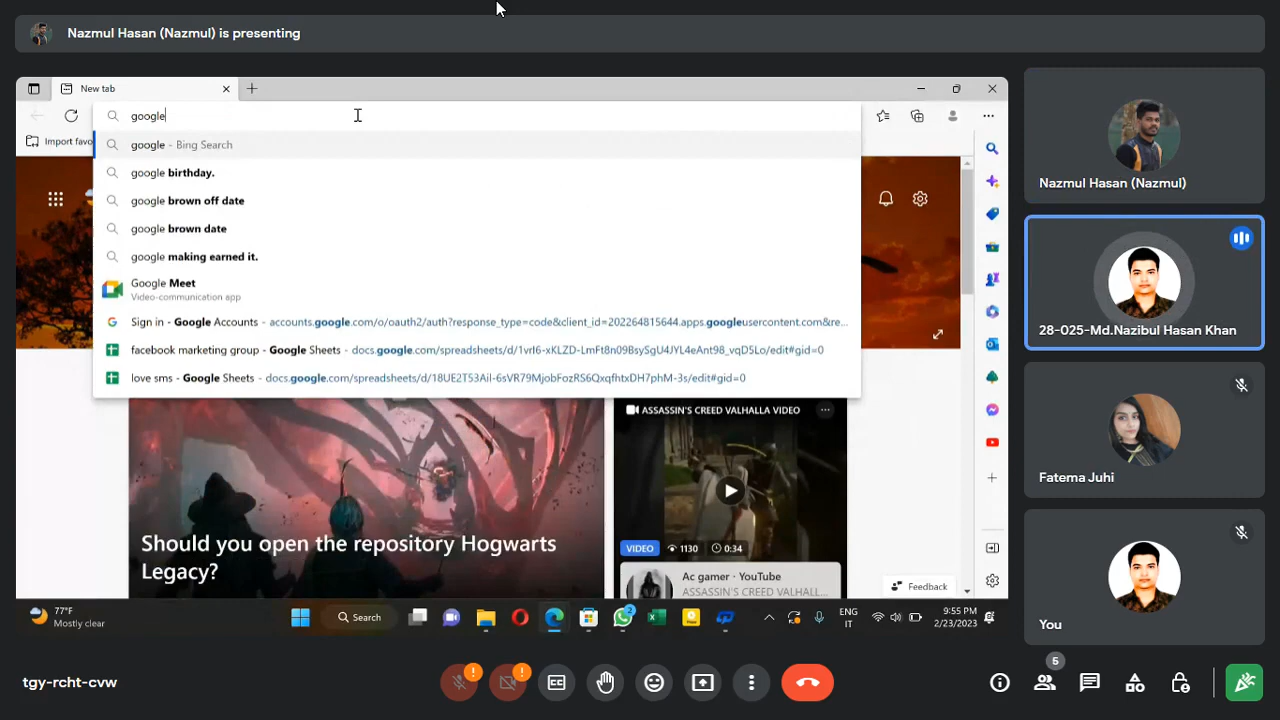 Nazmul Hasan (Nazmul) is presenting
New tab
google
Import favo
google - Bing Search
google birthday.
google brown off date
google brown date
google making earned it.
Google Meet
Video-communication app
Sign in - Google Accounts - accounts.google.com/o/oauth2/auth?response_type=code&client_id=202264815644.apps.googleusercontent.com&re...
facebook marketing group - Google Sheets - docs.google.com/spreadsheets/d/1vrI6-xKLZD-LmFt8n09BsySgU4JYL4eAnt98_vqD5Lo/edit#gid=0
love sms - Google Sheets - docs.google.com/spreadsheets/d/18UE2T53Ail-6sVR79MjobFozRS6QxqfhtxDH7phM-3s/edit#gid=0
Should you open the repository Hogwarts
Legacy?
ASSASSIN'S CREED VALHALLA VIDEO
VIDEO 1130 0:34
Ac gamer · YouTube
ASSASSIN'S CREED VALHALL...
Feedback
77°F
Mostly clear
Search
2
ENG
IT
9:55 PM
2/23/2023
Nazmul Hasan (Nazmul)
28-025-Md.Nazibul Hasan Khan
Fatema Juhi
You
tgy-rcht-cvw
5